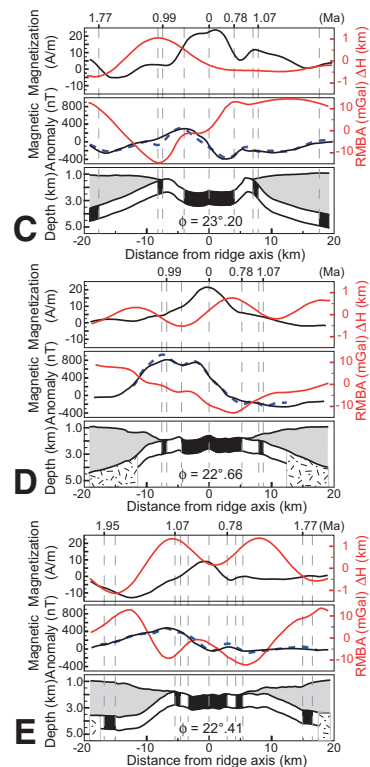 1.77 0.99 0 0.78 1.07 (Ma)
Magnetization (A/m)
20
10
0
-10
1
0
-1
ΔH (km)
Magnetic Anomaly (nT)
800
400
0
-400
10
0
-10
RMBA (mGal)
Depth (km)
1.0
3.0
5.0
C
ϕ = 23°.20
-20 -10 0 10 20
Distance from ridge axis (km)
0.99 0 0.78 1.07 (Ma)
Magnetization (A/m)
20
10
0
-10
1
0
-1
ΔH (km)
Magnetic Anomaly (nT)
800
400
0
-400
10
0
-10
RMBA (mGal)
Depth (km)
1.0
3.0
5.0
D
ϕ = 22°.66
-20 -10 0 10 20
Distance from ridge axis (km)
1.95 1.07 0.78 1.77 (Ma)
Magnetization (A/m)
20
10
0
-10
1
0
-1
ΔH (km)
Magnetic Anomaly (nT)
800
400
0
-400
10
0
-10
RMBA (mGal)
Depth (km)
1.0
3.0
5.0
E
ϕ = 22°.41
-20 -10 0 10 20
Distance from ridge axis (km)